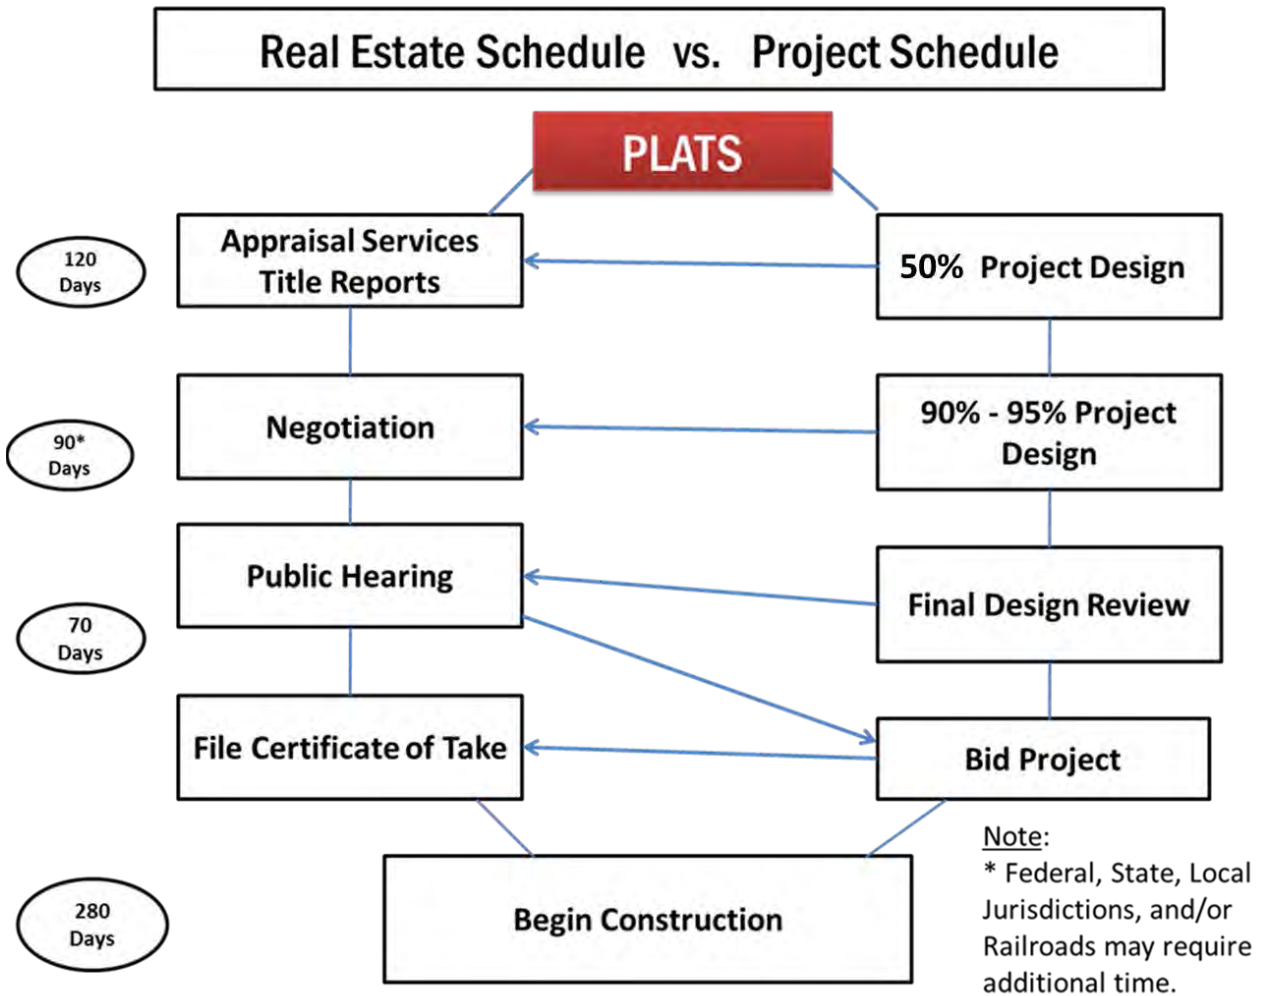 Real Estate Schedule vs. Project Schedule
PLATS
120
Days
Appraisal Services
Title Reports
50% Project Design
90*
Days
Negotiation
90% - 95% Project
Design
Public Hearing
Final Design Review
70
Days
File Certificate of Take
Bid Project
280
Days
Begin Construction
Note:
* Federal, State, Local
Jurisdictions, and/or
Railroads may require
additional time.